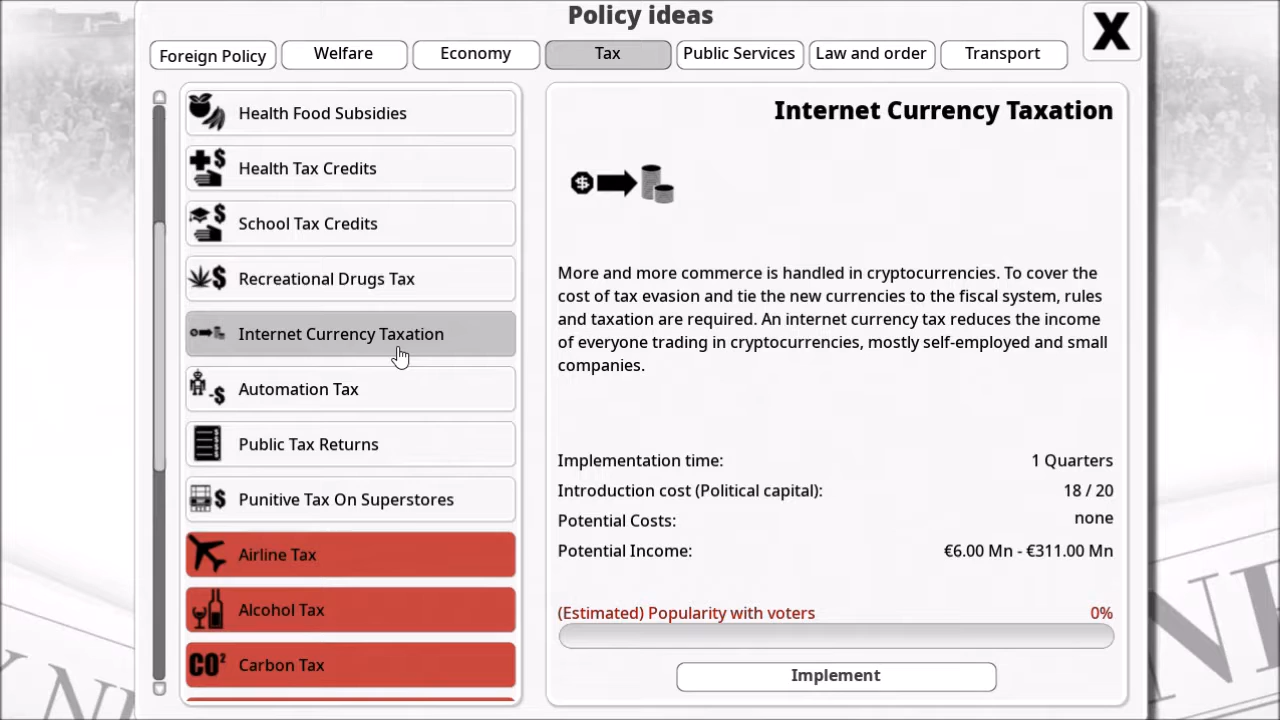 Policy ideas
X
Foreign Policy
Welfare
Economy
Tax
Public Services
Law and order
Transport
Health Food Subsidies
Health Tax Credits
School Tax Credits
Recreational Drugs Tax
Internet Currency Taxation
Automation Tax
Public Tax Returns
Punitive Tax On Superstores
Airline Tax
Alcohol Tax
CO² Carbon Tax
Internet Currency Taxation
More and more commerce is handled in cryptocurrencies. To cover the
cost of tax evasion and tie the new currencies to the fiscal system, rules
and taxation are required. An internet currency tax reduces the income
of everyone trading in cryptocurrencies, mostly self-employed and small
companies.
Implementation time: 1 Quarters
Introduction cost (Political capital): 18 / 20
Potential Costs: none
Potential Income: €6.00 Mn - €311.00 Mn
(Estimated) Popularity with voters 0%
Implement